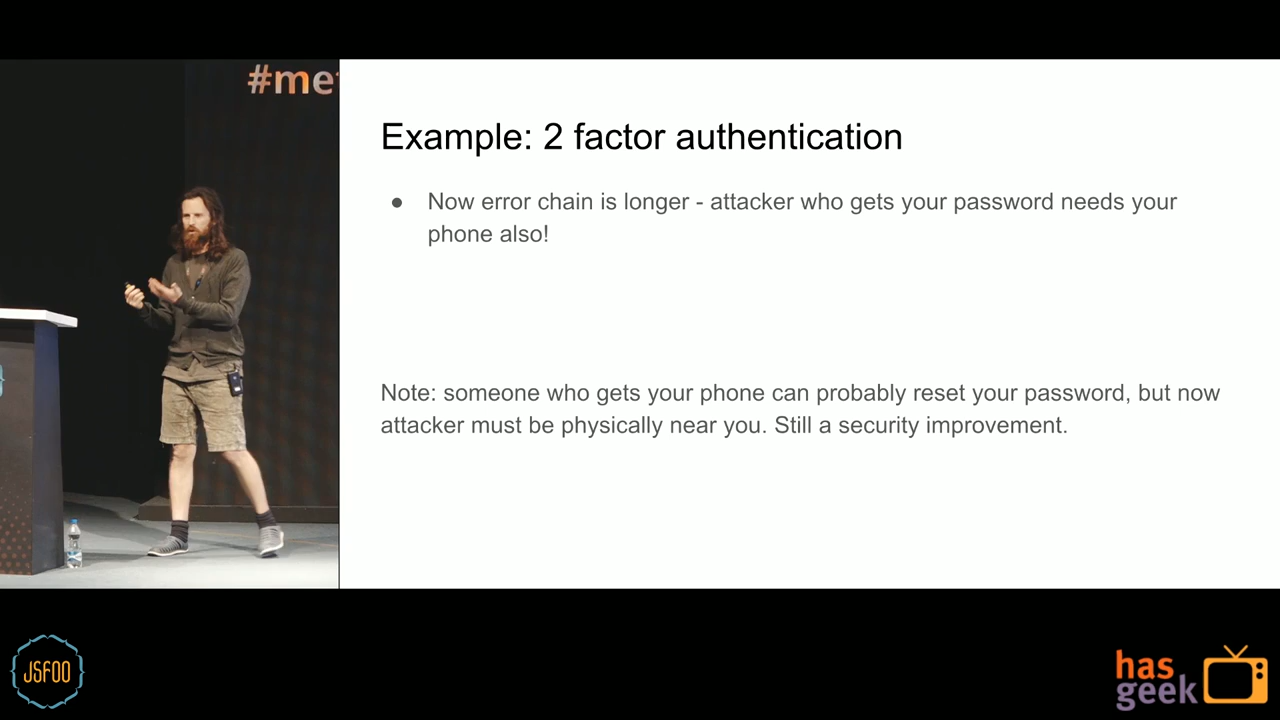 #me
Example: 2 factor authentication
● Now error chain is longer - attacker who gets your password needs your
phone also!
Note: someone who gets your phone can probably reset your password, but now
attacker must be physically near you. Still a security improvement.
JSFOO
has
geek